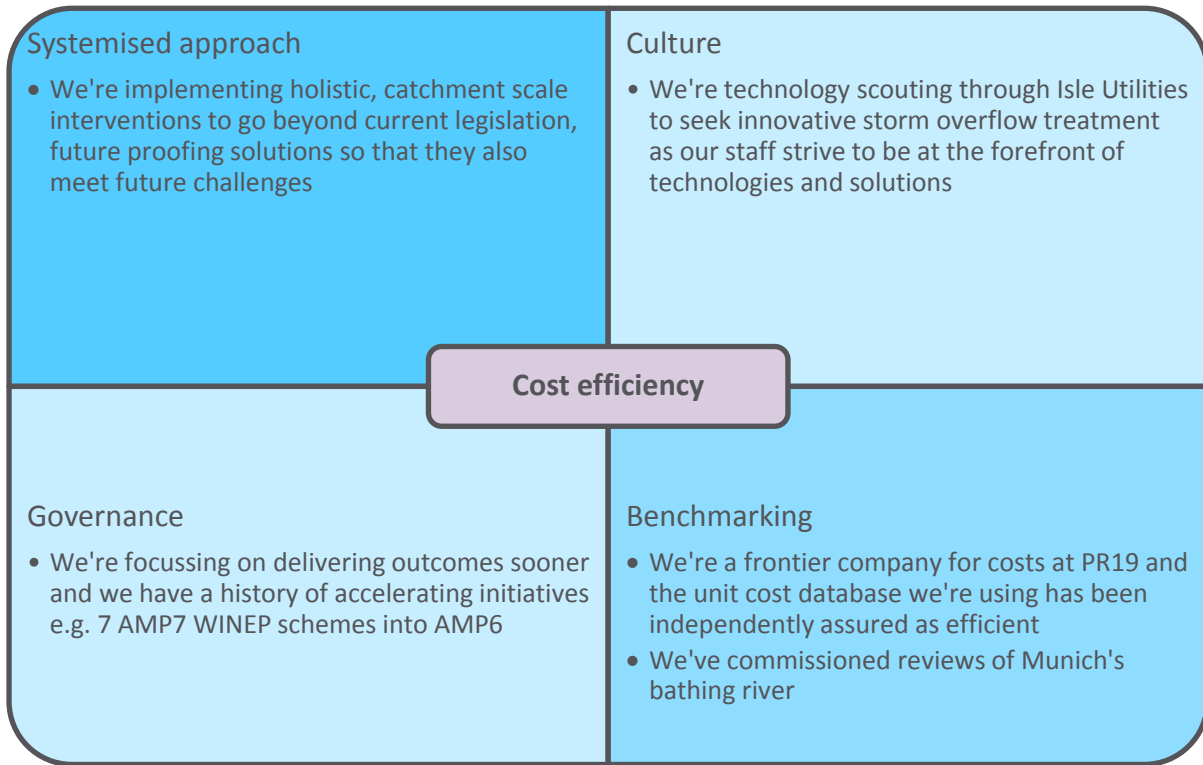 Systemised approach
• We're implementing holistic, catchment scale
interventions to go beyond current legislation,
future proofing solutions so that they also
meet future challenges
Culture
• We're technology scouting through Isle Utilities
to seek innovative storm overflow treatment
as our staff strive to be at the forefront of
technologies and solutions
Cost efficiency
Governance
• We're focussing on delivering outcomes sooner
and we have a history of accelerating initiatives
e.g. 7 AMP7 WINEP schemes into AMP6
Benchmarking
• We're a frontier company for costs at PR19 and
the unit cost database we're using has been
independently assured as efficient
• We've commissioned reviews of Munich's
bathing river